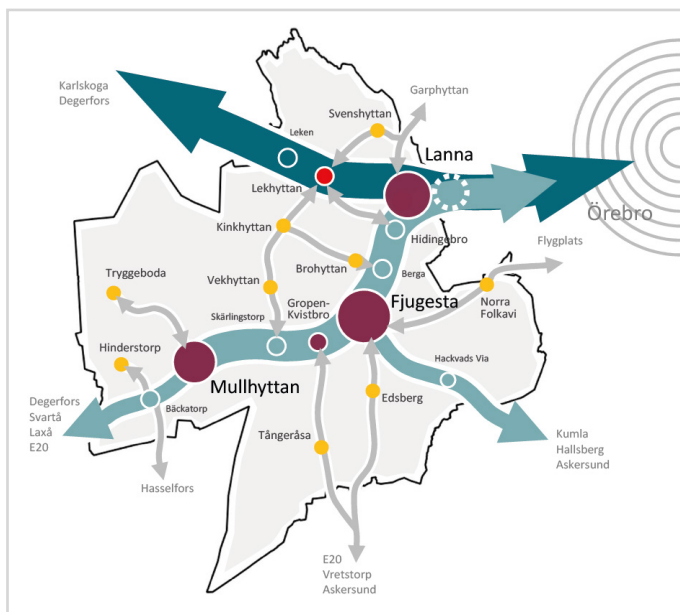 Karlskoga
Degerfors
Garphyttan
Svenshyttan
Leken
Lanna
Lekhyttan
Örebro
Kinkhyttan
Hidingebro
Flygplats
Brohyttan
Berga
Tryggeboda
Vekhyttan
Gropen-
Kvistbro
Fjugesta
Norra
Folkavi
Skärlingstorp
Hinderstorp
Hackvads Via
Mullhyttan
Edsberg
Degerfors
Svartå
Laxå
E20
Bäckatorp
Tångeråsa
Kumla
Hallsberg
Askersund
Hasselfors
E20
Vretstorp
Askersund